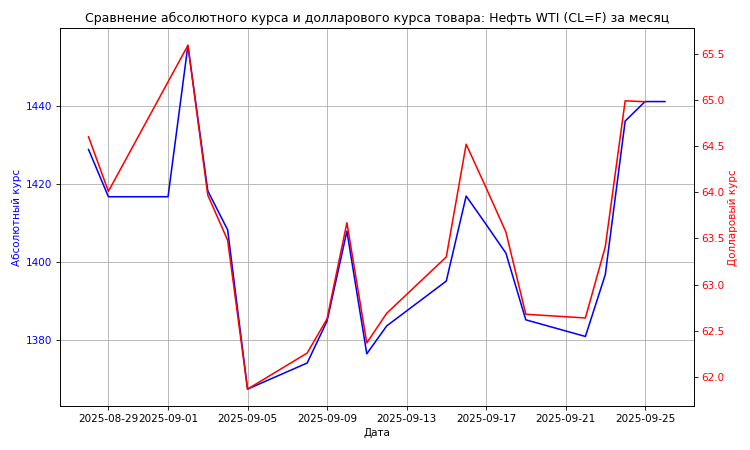 Сравнение абсолютного курса и долларового курса товара: Нефть WTI (CL=F) за месяц
Абсолютный курс
1440
1420
1400
1380
65.5
65.0
64.5
64.0
63.5
63.0
62.5
62.0
Долларовый курс
2025-08-29 2025-09-01 2025-09-05 2025-09-09 2025-09-13 2025-09-17 2025-09-21 2025-09-25
Дата